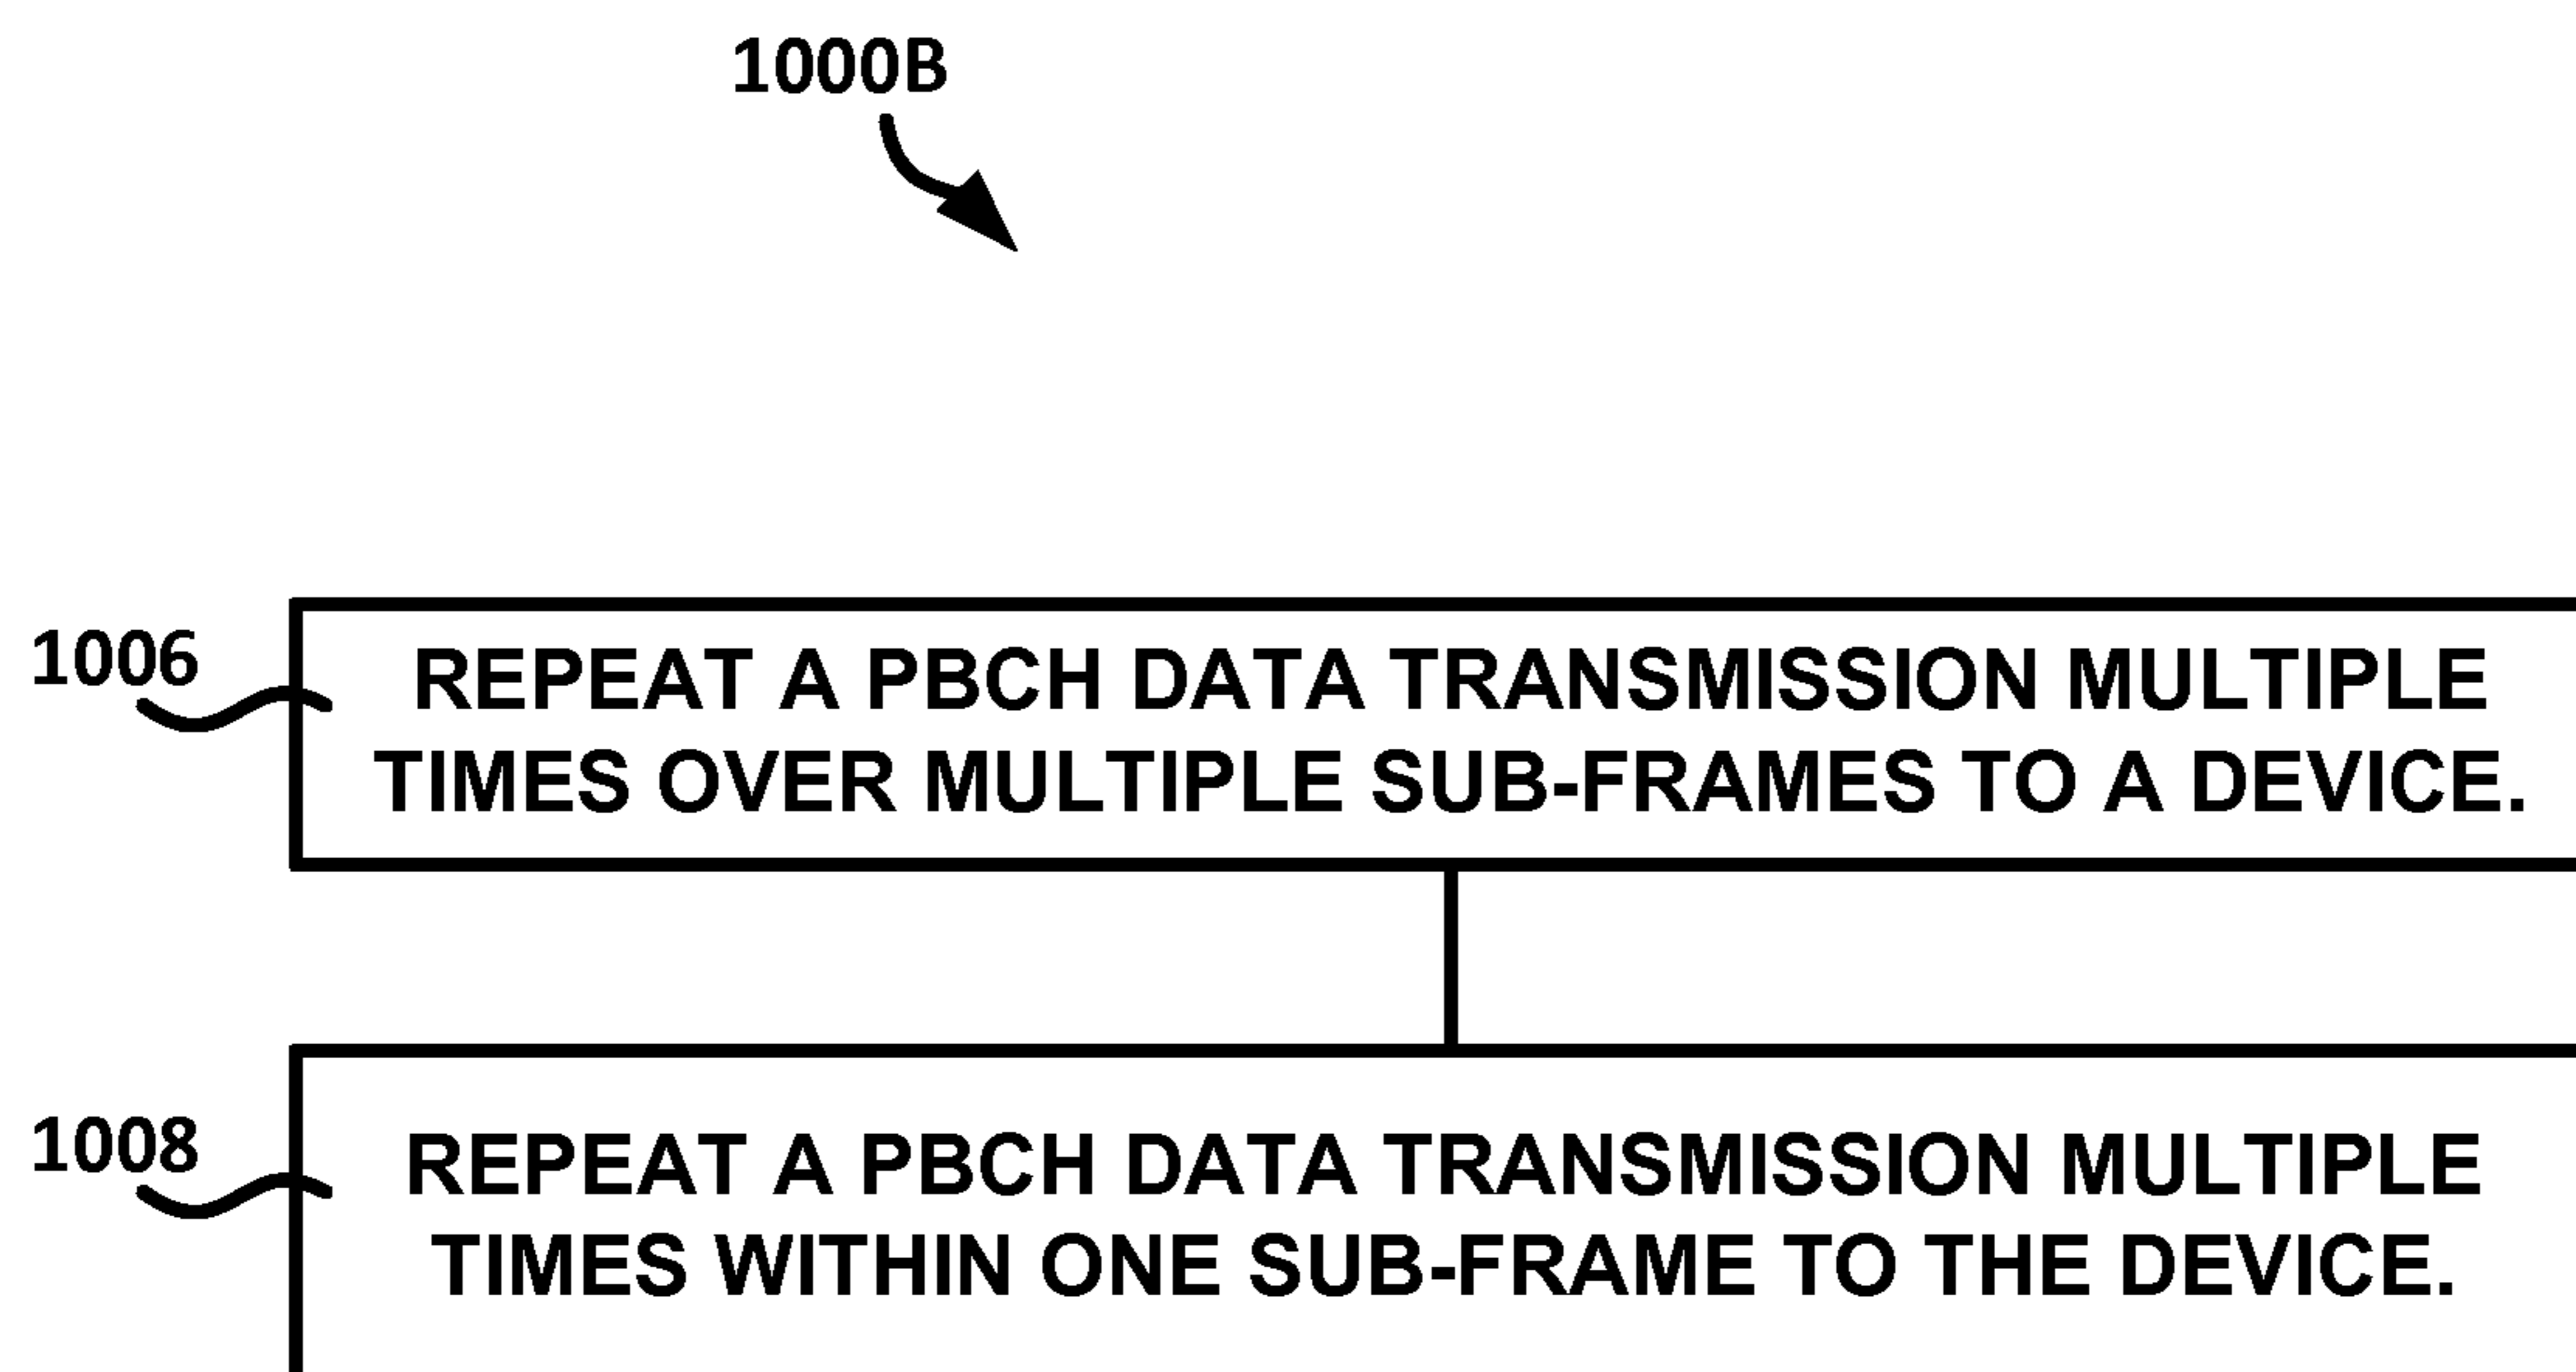 1000B
1006
REPEAT A PBCH DATA TRANSMISSION MULTIPLE
TIMES OVER MULTIPLE SUB-FRAMES TO A DEVICE.
1008
REPEAT A PBCH DATA TRANSMISSION MULTIPLE
TIMES WITHIN ONE SUB-FRAME TO THE DEVICE.